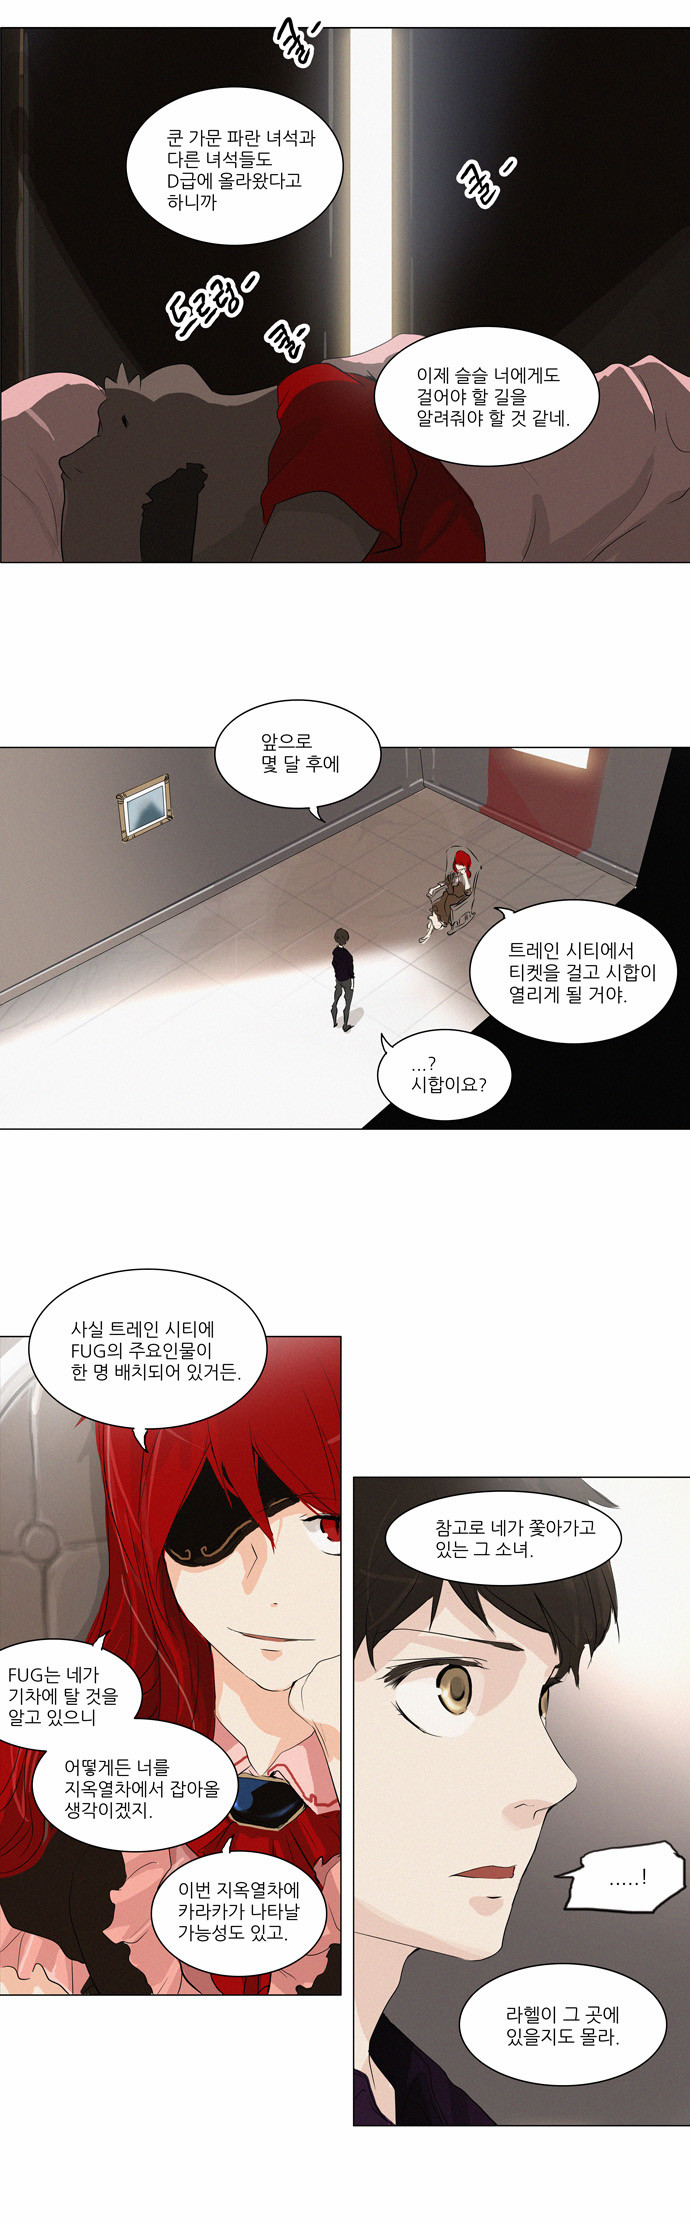 쿨~
쿤 가문 파란 녀석과
다른 녀석들도
D급에 올라왔다고
하니까
쿨~
드르렁~
쿨~
이제 슬슬 너에게도
걸어야 할 길을
알려줘야 할 것 같네.
앞으로
몇 달 후에
트레인 시티에서
티켓을 걸고 시합이
열리게 될 거야.
...?
시합이요?
사실 트레인 시티에
FUG의 주요인물이
한 명 배치되어 있거든.
FUG는 네가
기차에 탈 것을
알고 있으니
어떻게든 너를
지옥열차에서 잡아올
생각이겠지.
이번 지옥열차에
카라카가 나타날
가능성도 있고.
참고로 네가 쫓아가고
있는 그 소녀.
.....!
라헬이 그 곳에
있을지도 몰라.